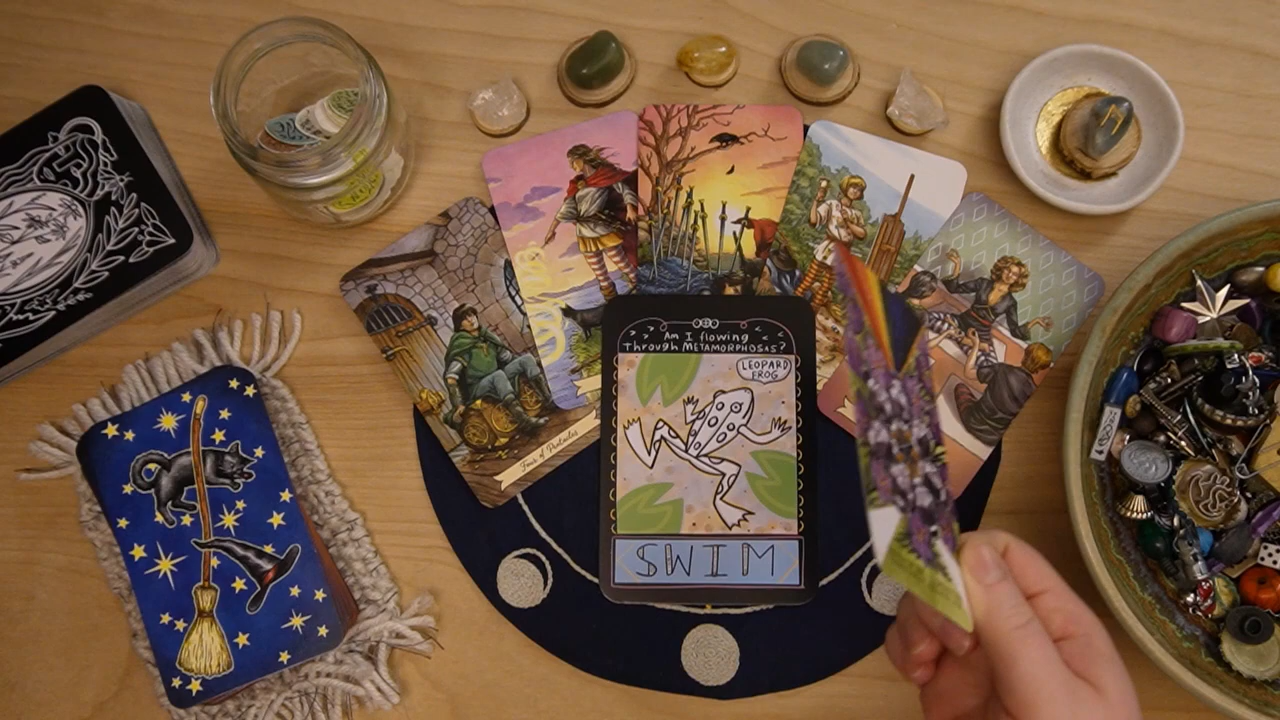 Am I flowing
through METAMORPHOSIS?
LEOPARD
FROG
SWIM
Four of Pentacles